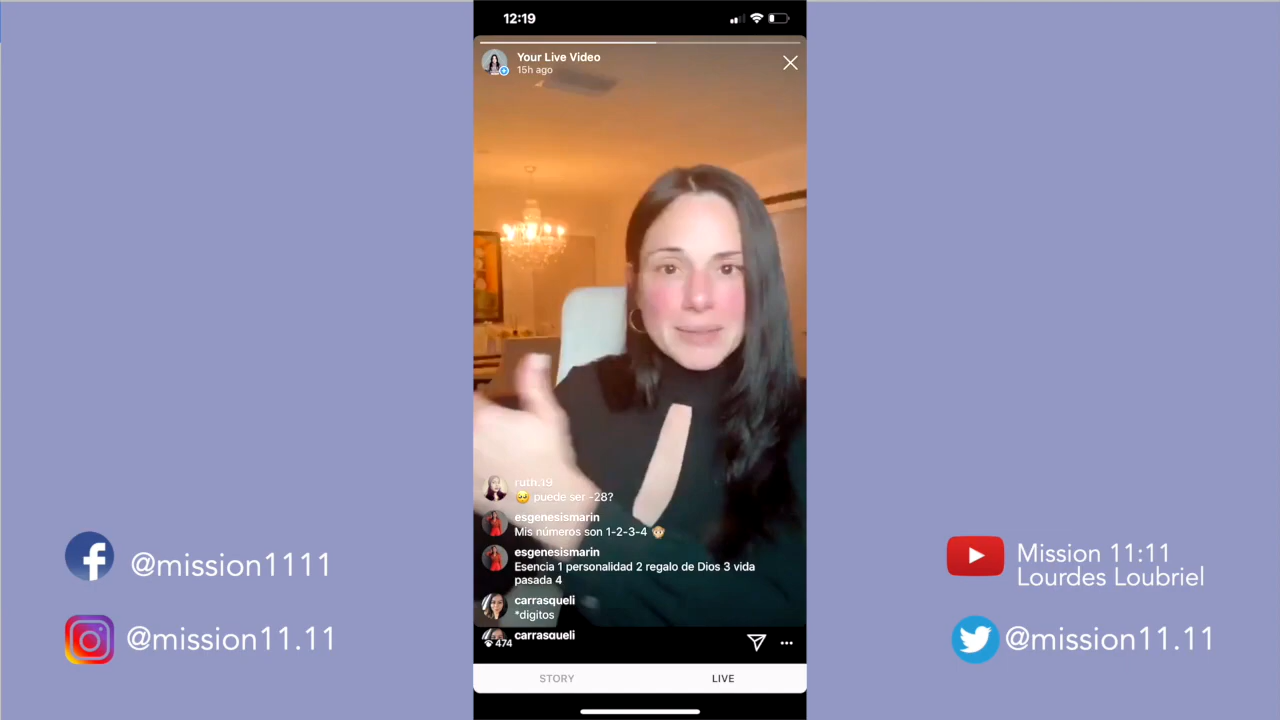 12:19
Your Live Video
15h ago
ruth.19
puede ser -28?
esgenesismarin
Mis números son 1-2-3-4
esgenesismarin
Esencia 1 personalidad 2 regalo de Dios 3 vida
pasada 4
carrasqueli
*digitos
carrasqueli
474
STORY
LIVE
@mission1111
@mission11.11
Mission 11:11
Lourdes Loubriel
@mission11.11